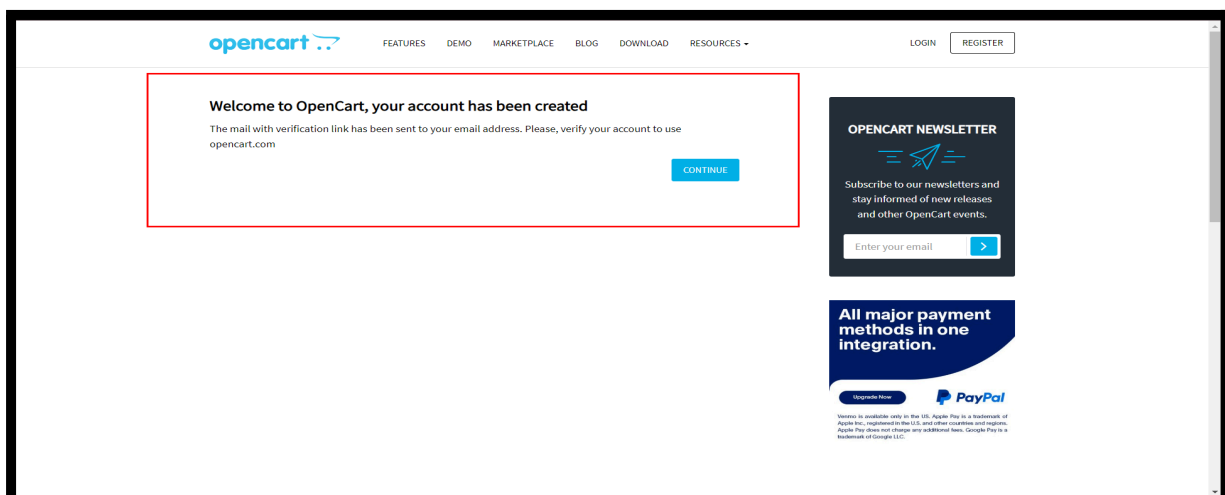 opencart
FEATURES DEMO MARKETPLACE BLOG DOWNLOAD RESOURCES LOGIN REGISTER
Welcome to OpenCart, your account has been created
The mail with verification link has been sent to your email address. Please, verify your account to use
opencart.com
CONTINUE
OPENCART NEWSLETTER
Subscribe to our newsletters and
stay informed of new releases
and other OpenCart events.
Enter your email
All major payment
methods in one
integration.
Upgrade Now
PayPal
Venmo is available only in the US. Apple Pay is a trademark of
Apple Inc., registered in the U.S. and other countries and regions.
Apple Pay does not charge any additional fees. Google Pay is a
trademark of Google LLC.